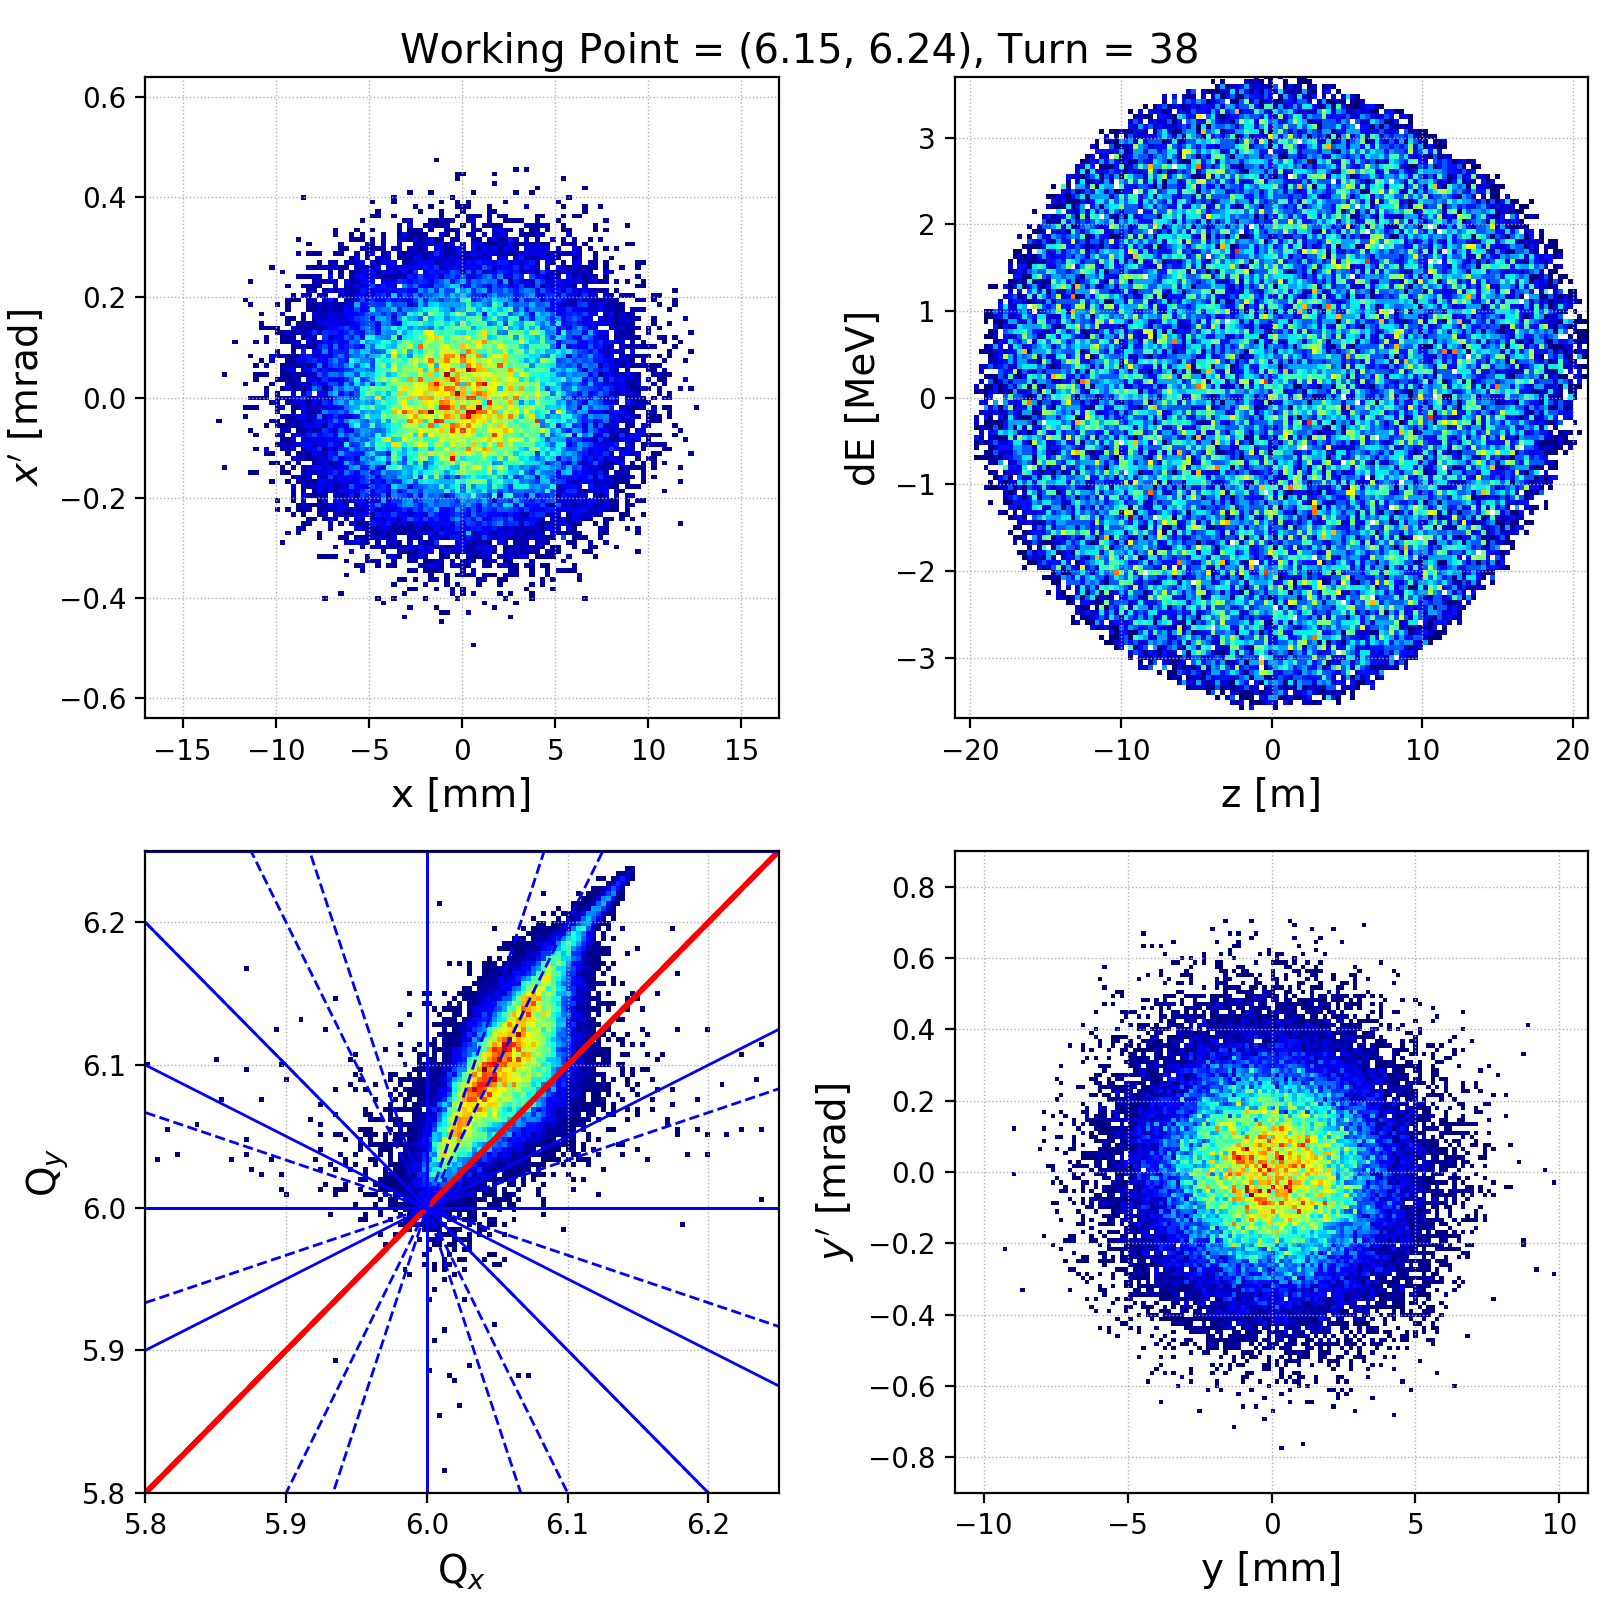 Working Point = (6.15, 6.24), Turn = 38
0.6
0.4
0.2
0.0
−0.2
−0.4
−0.6
x′ [mrad]
−15 −10 −5 0 5 10 15
x [mm]
3
2
1
0
−1
−2
−3
dE [MeV]
−20 −10 0 10 20
z [m]
6.2
6.1
6.0
5.9
5.8
Qy
5.8 5.9 6.0 6.1 6.2
Qx
0.8
0.6
0.4
0.2
0.0
−0.2
−0.4
−0.6
−0.8
y′ [mrad]
−10 −5 0 5 10
y [mm]